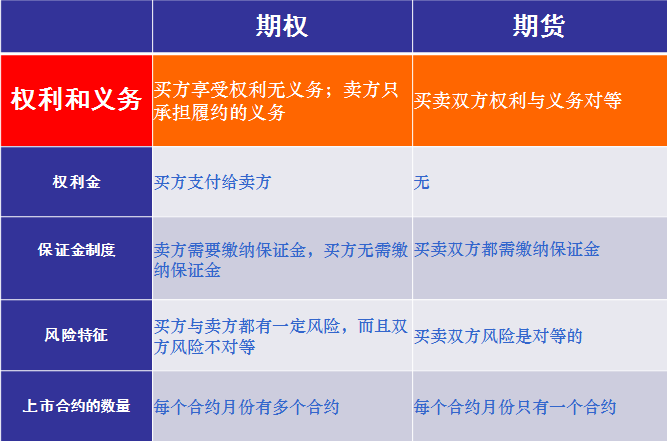 期权
期货
权利和义务
买方享受权利无义务；卖方只
承担履约的义务
买卖双方权利与义务对等
权利金
买方支付给卖方
无
保证金制度
卖方需要缴纳保证金，买方无需缴
纳保证金
买卖双方都需缴纳保证金
风险特征
买方与卖方都有一定风险，而且双
方风险不对等
买卖双方风险是对等的
上市合约的数量
每个合约月份有多个合约
每个合约月份只有一个合约